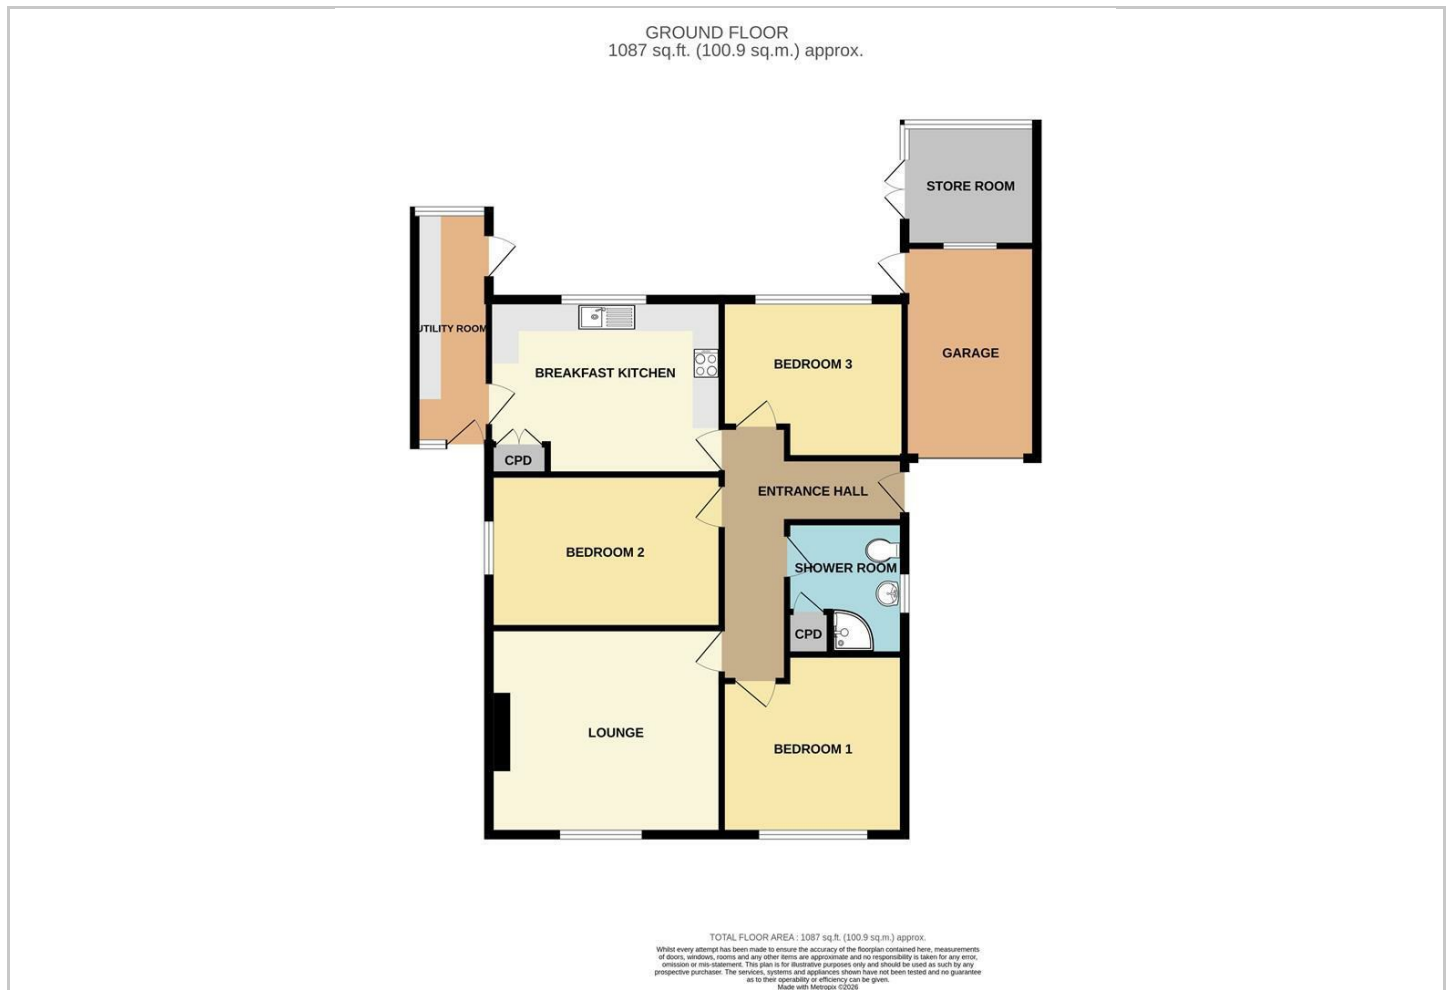 GROUND FLOOR
1087 sq.ft. (100.9 sq.m.) approx.
STORE ROOM
UTILITY ROOM
GARAGE
BREAKFAST KITCHEN
BEDROOM 3
CPD
ENTRANCE HALL
BEDROOM 2
SHOWER ROOM
CPD
LOUNGE
BEDROOM 1
TOTAL FLOOR AREA : 1087 sq.ft. (100.9 sq.m.) approx.
Whilst every attempt has been made to ensure the accuracy of the floorplan contained here, measurements
of doors, windows, rooms and any other items are approximate and no responsibility is taken for any error,
omission or mis-statement. This plan is for illustrative purposes only and should be used as such by any
prospective purchaser. The services, systems and appliances shown have not been tested and no guarantee
as to their operability or efficiency can be given.
Made with Metropix ©2026